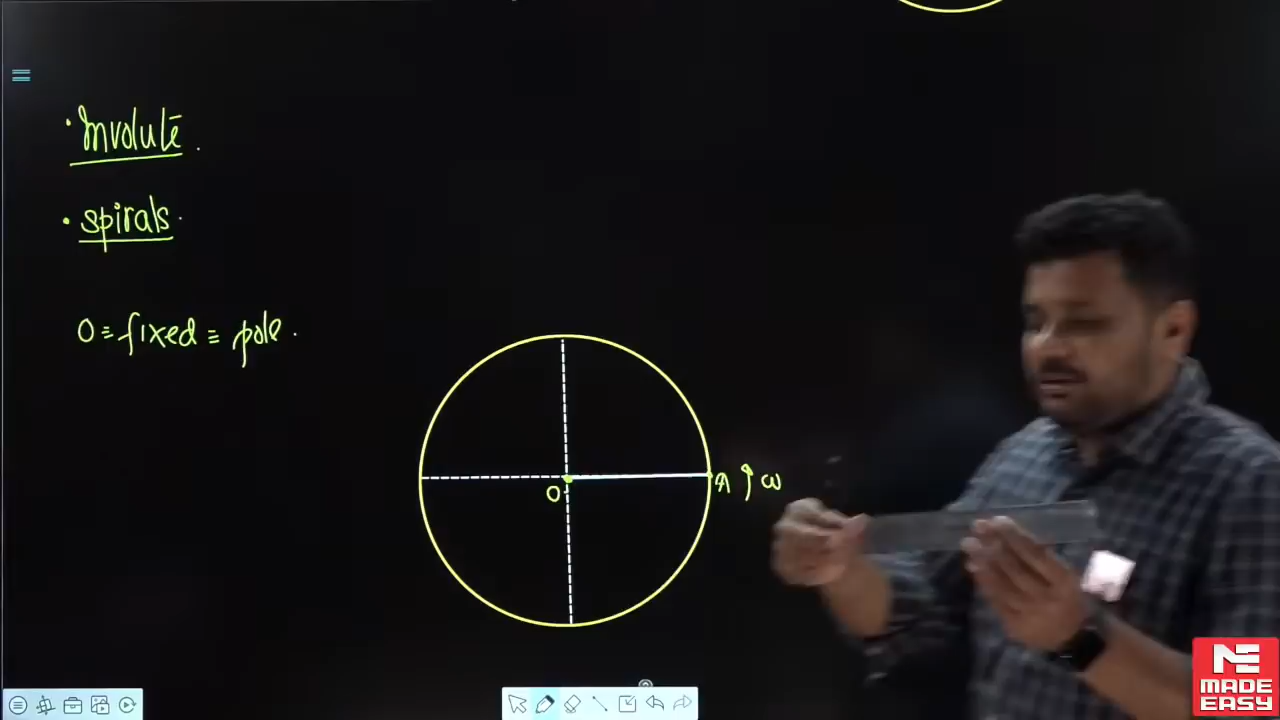 • Involute.
• spirals.
O ≡ fixed ≡ pole.
O
A ω
MADE
EASY